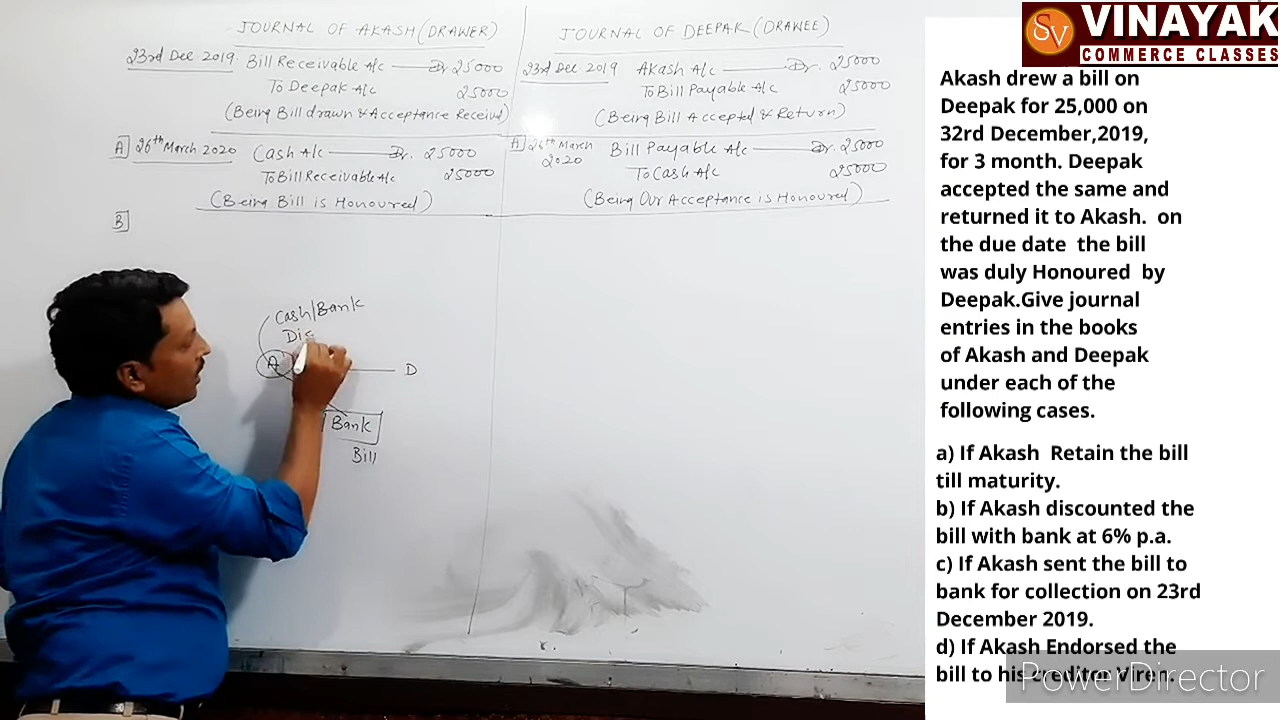 JOURNAL OF AKASH (DRAWER)
23rd Dec 2019 Bill Receivable A/c Dr 25000
To Deepak A/c 25000
(Being Bill drawn & Acceptance Received)
A] 26th March 2020 Cash A/c Dr. 25000
To Bill Receivable A/c 25000
(Being Bill is Honoured)
B]
Cash/Bank
Dis
A D
Bank
Bill
JOURNAL OF DEEPAK (DRAWEE)
23rd Dec 2019 Akash A/c Dr. 25000
To Bill Payable A/c 25000
(Being Bill Accepted & Return)
A] 26th March 2020 Bill Payable A/c Dr. 25000
To Cash A/c 25000
(Being Our Acceptance is Honoured)
SV VINAYAK
COMMERCE CLASSES
Akash drew a bill on
Deepak for 25,000 on
32rd December,2019,
for 3 month. Deepak
accepted the same and
returned it to Akash. on
the due date the bill
was duly Honoured by
Deepak.Give journal
entries in the books
of Akash and Deepak
under each of the
following cases.
a) If Akash Retain the bill
till maturity.
b) If Akash discounted the
bill with bank at 6% p.a.
c) If Akash sent the bill to
bank for collection on 23rd
December 2019.
d) If Akash Endorsed the
bill to his creditor Viren.
PowerDirector